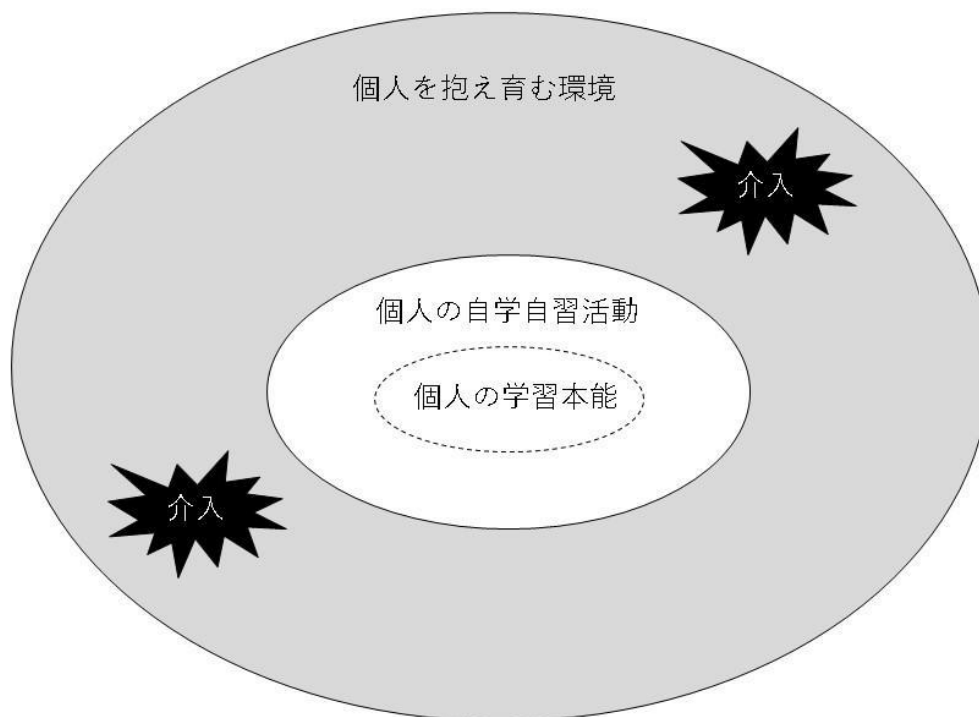 個人を抱え育む環境
介入
個人の自学自習活動
個人の学習本能
介入